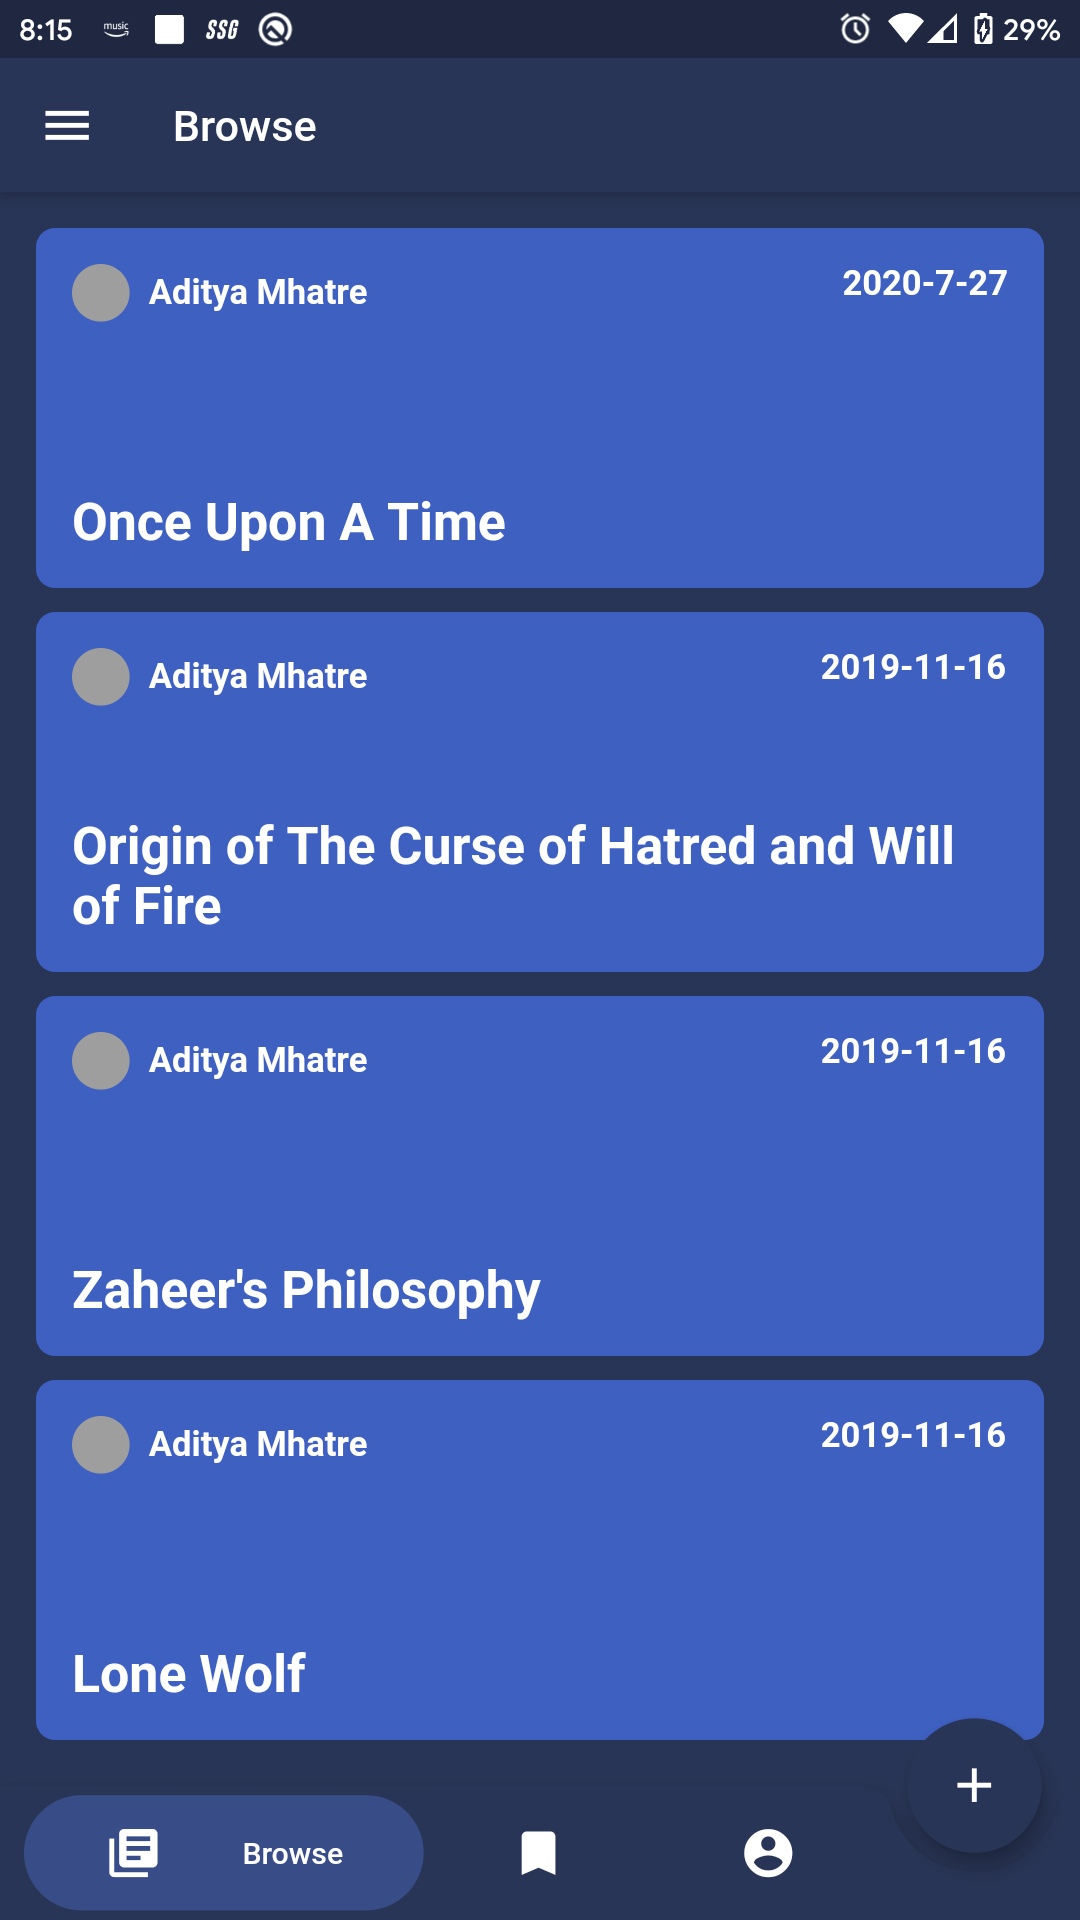 8:15 music SSG 29%
Browse
Aditya Mhatre 2020-7-27
Once Upon A Time
Aditya Mhatre 2019-11-16
Origin of The Curse of Hatred and Will
of Fire
Aditya Mhatre 2019-11-16
Zaheer's Philosophy
Aditya Mhatre 2019-11-16
Lone Wolf
Browse